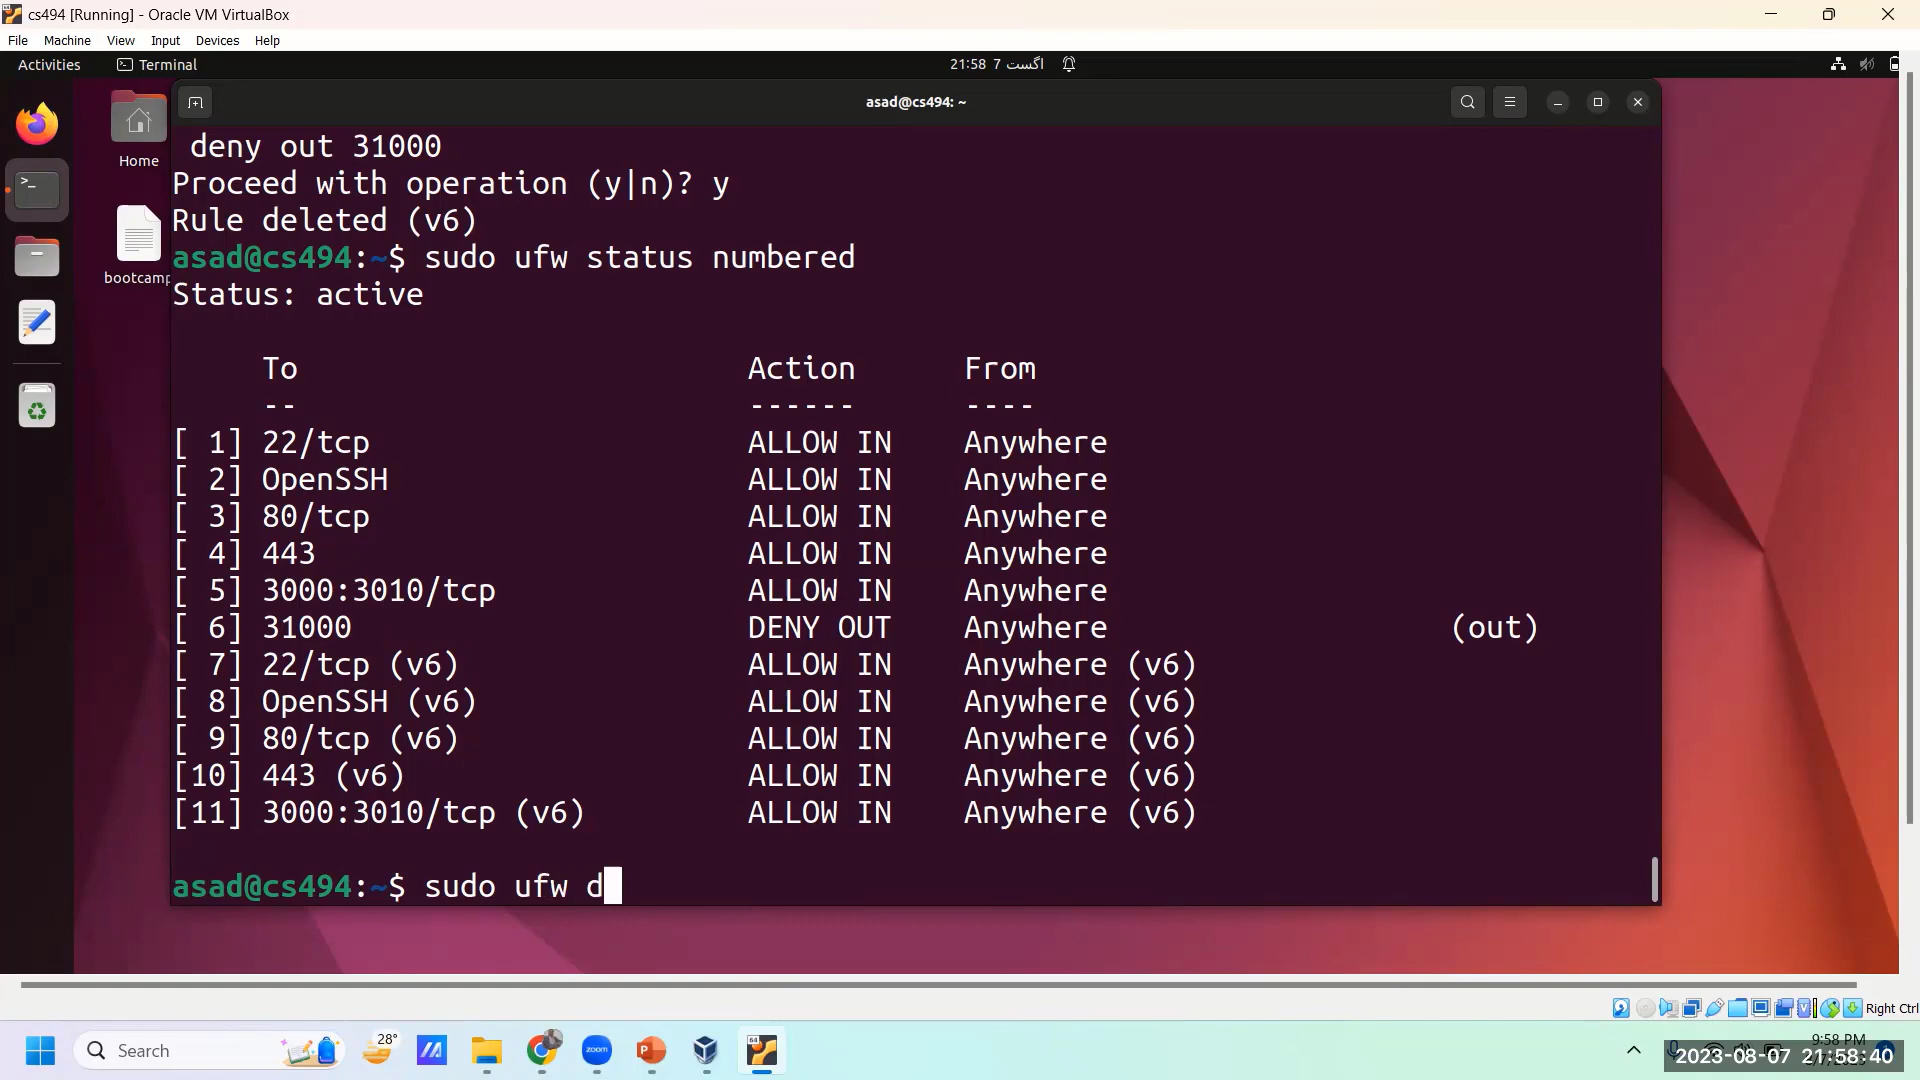 cs494 [Running] - Oracle VM VirtualBox
File Machine View Input Devices Help
Activities Terminal 21:58 7 اگست
asad@cs494: ~
Home
bootcamp
deny out 31000
Proceed with operation (y|n)? y
Rule deleted (v6)
asad@cs494:~$ sudo ufw status numbered
Status: active
To Action From
-- ------ ----
[ 1] 22/tcp ALLOW IN Anywhere
[ 2] OpenSSH ALLOW IN Anywhere
[ 3] 80/tcp ALLOW IN Anywhere
[ 4] 443 ALLOW IN Anywhere
[ 5] 3000:3010/tcp ALLOW IN Anywhere
[ 6] 31000 DENY OUT Anywhere (out)
[ 7] 22/tcp (v6) ALLOW IN Anywhere (v6)
[ 8] OpenSSH (v6) ALLOW IN Anywhere (v6)
[ 9] 80/tcp (v6) ALLOW IN Anywhere (v6)
[10] 443 (v6) ALLOW IN Anywhere (v6)
[11] 3000:3010/tcp (v6) ALLOW IN Anywhere (v6)
asad@cs494:~$ sudo ufw d
Right Ctrl
Search
28°
zoom
64
9:58 PM
2023-08-07 21:58:40